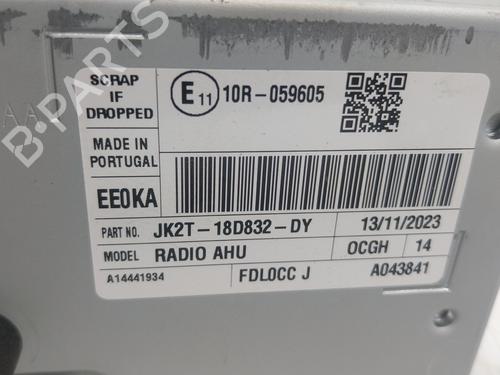 B-PARTS
SCRAP
IF
DROPPED
E 11 10R-059605
MADE IN
PORTUGAL
EE0KA
PART NO. JK2T-18D832-DY 13/11/2023
MODEL RADIO AHU OCGH 14
A14441934 FDL0CC J A043841